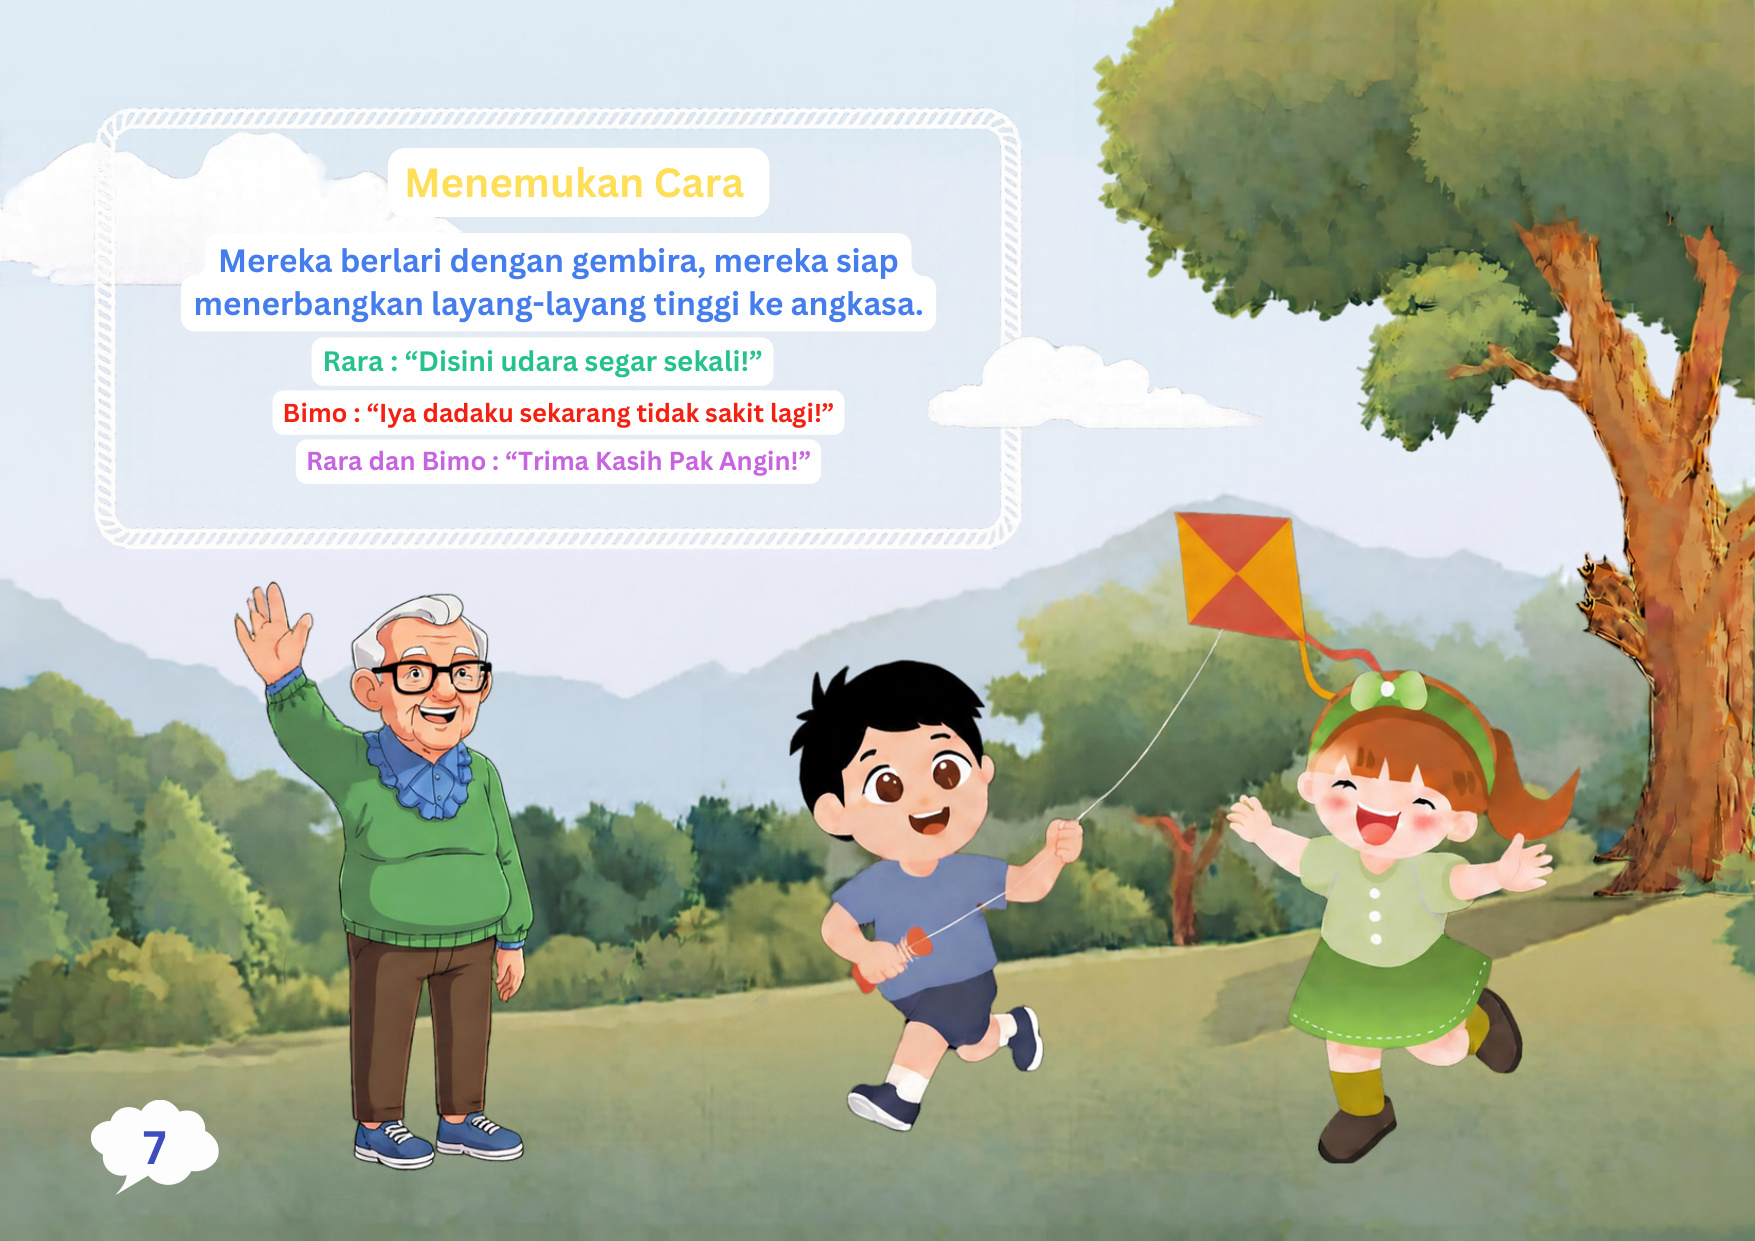 Menemukan Cara
Mereka berlari dengan gembira, mereka siap
menerbangkan layang-layang tinggi ke angkasa.
Rara : “Disini udara segar sekali!”
Bimo : “Iya dadaku sekarang tidak sakit lagi!”
Rara dan Bimo : “Trima Kasih Pak Angin!”
7